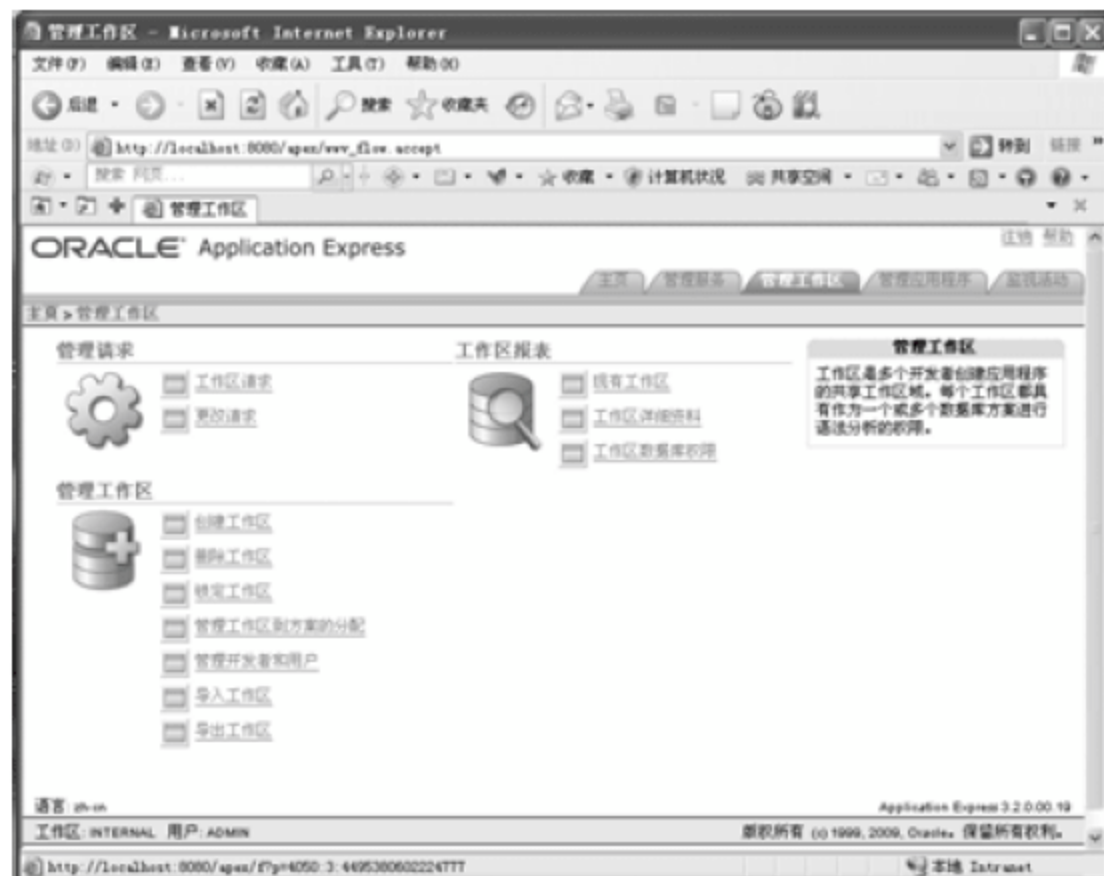 管理工作区 - Microsoft Internet Explorer
文件(F) 编辑(E) 查看(V) 收藏(A) 工具(T) 帮助(H)
后退 搜索 收藏夹
地址(D) http://localhost:8080/apex/wwv_flow.accept 转到 链接 »
搜索 网页... 收藏 计算机状况 共享空间
管理工作区
注销 帮助
ORACLE Application Express
主页 管理服务 管理工作区 管理应用程序 监视活动
主页 > 管理工作区
管理请求
工作区请求
更改请求
工作区报表
现有工作区
工作区详细资料
工作区数据库权限
管理工作区
工作区是多个开发者创建应用程序
的共享工作区域。每个工作区都具
有作为一个或多个数据库方案进行
语法分析的权限。
管理工作区
创建工作区
删除工作区
锁定工作区
管理工作区到方案的分配
管理开发者和用户
导入工作区
导出工作区
语言: zh-cn
Application Express 3.2.0.00.19
工作区: INTERNAL 用户: ADMIN
版权所有 (c) 1999, 2009, Oracle。保留所有权利。
http://localhost:8080/apex/f?p=4050:3:4495380602224777
本地 Intranet